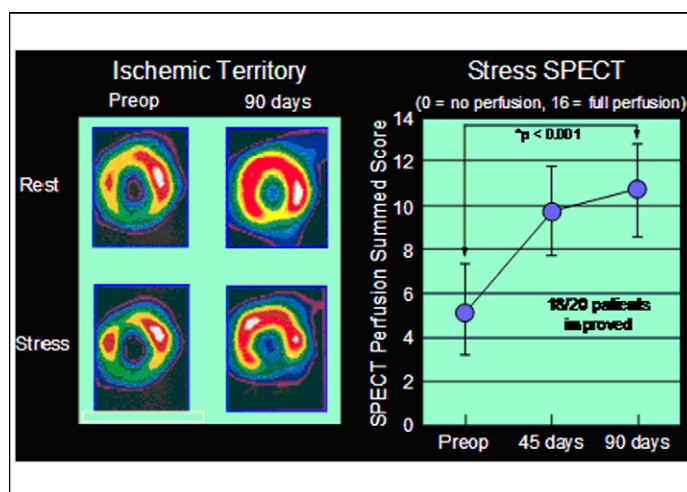 Ischemic Territory
Preop 90 days
Rest
Stress
Stress SPECT
(0 = no perfusion, 16 = full perfusion)
SPECT Perfusion Summed Score
14
12
10
8
6
4
2
0
*p < 0.001
18/20 patients
improved
Preop 45 days 90 days